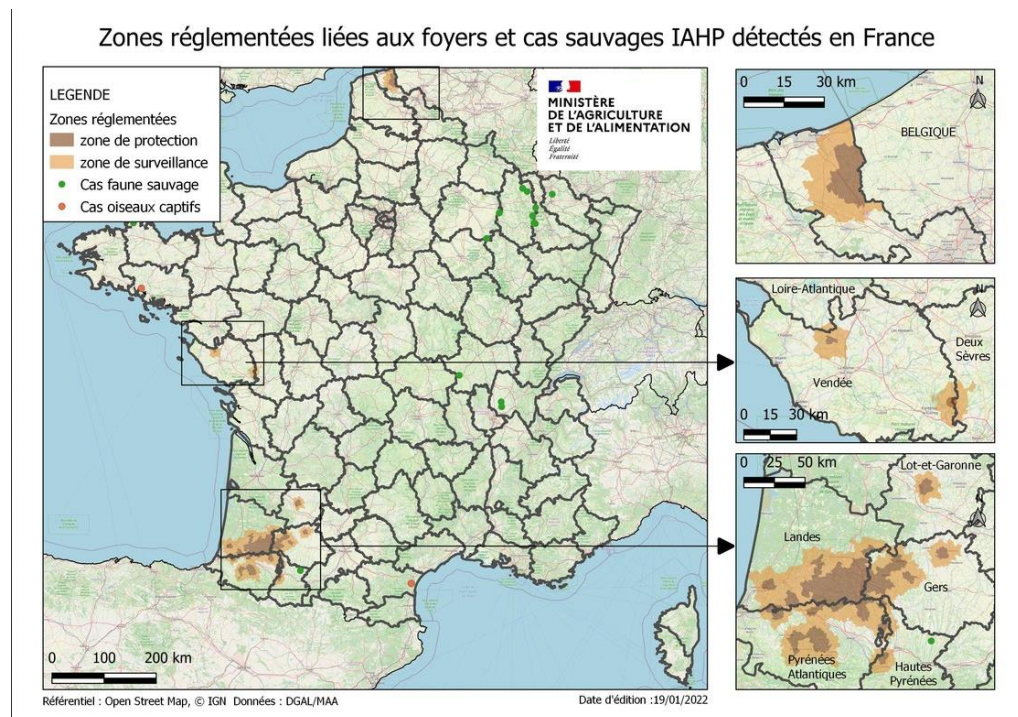 Zones réglementées liées aux foyers et cas sauvages IAHP détectés en France
LEGENDE
Zones réglementées
zone de protection
zone de surveillance
Cas faune sauvage
Cas oiseaux captifs
MINISTÈRE
DE L'AGRICULTURE
ET DE L'ALIMENTATION
Liberté
Égalité
Fraternité
0 100 200 km
Référentiel : Open Street Map, © IGN Données : DGAL/MAA
Date d'édition :19/01/2022
0 15 30 km
N
BELGIQUE
Loire-Atlantique
N
Deux
Sèvres
Vendée
0 15 30 km
0 25 50 km
Lot-et-Garonne
Landes
Gers
Pyrénées
Atlantiques
Hautes
Pyrénées